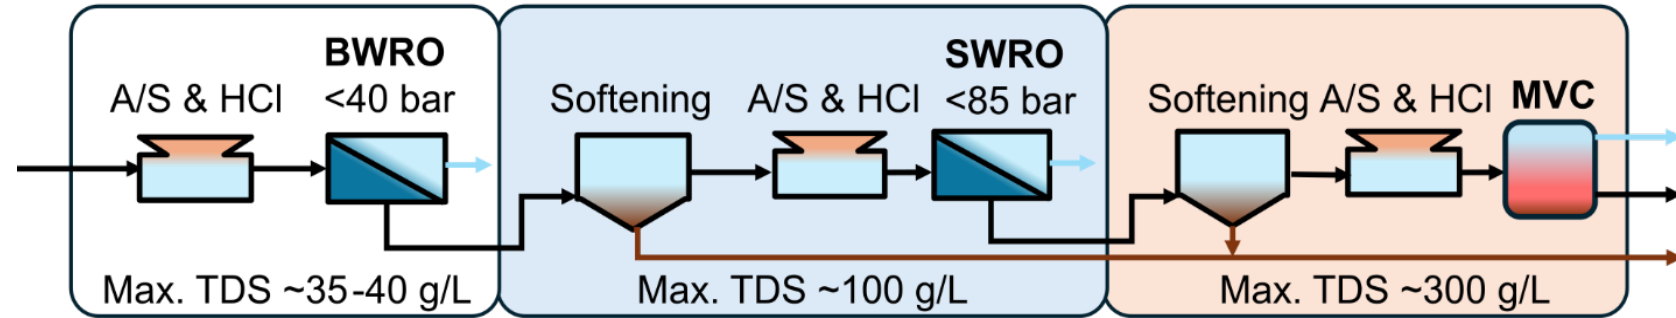 BWRO
A/S & HCl
<40 bar
Max. TDS ~35-40 g/L
Softening
A/S & HCl
SWRO
<85 bar
Max. TDS ~100 g/L
Softening
A/S & HCl
MVC
Max. TDS ~300 g/L